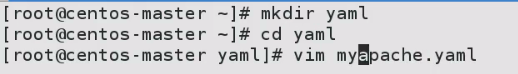 [root@centos-master ~]# mkdir yaml
[root@centos-master ~]# cd yaml
[root@centos-master yaml]# vim myapache.yaml